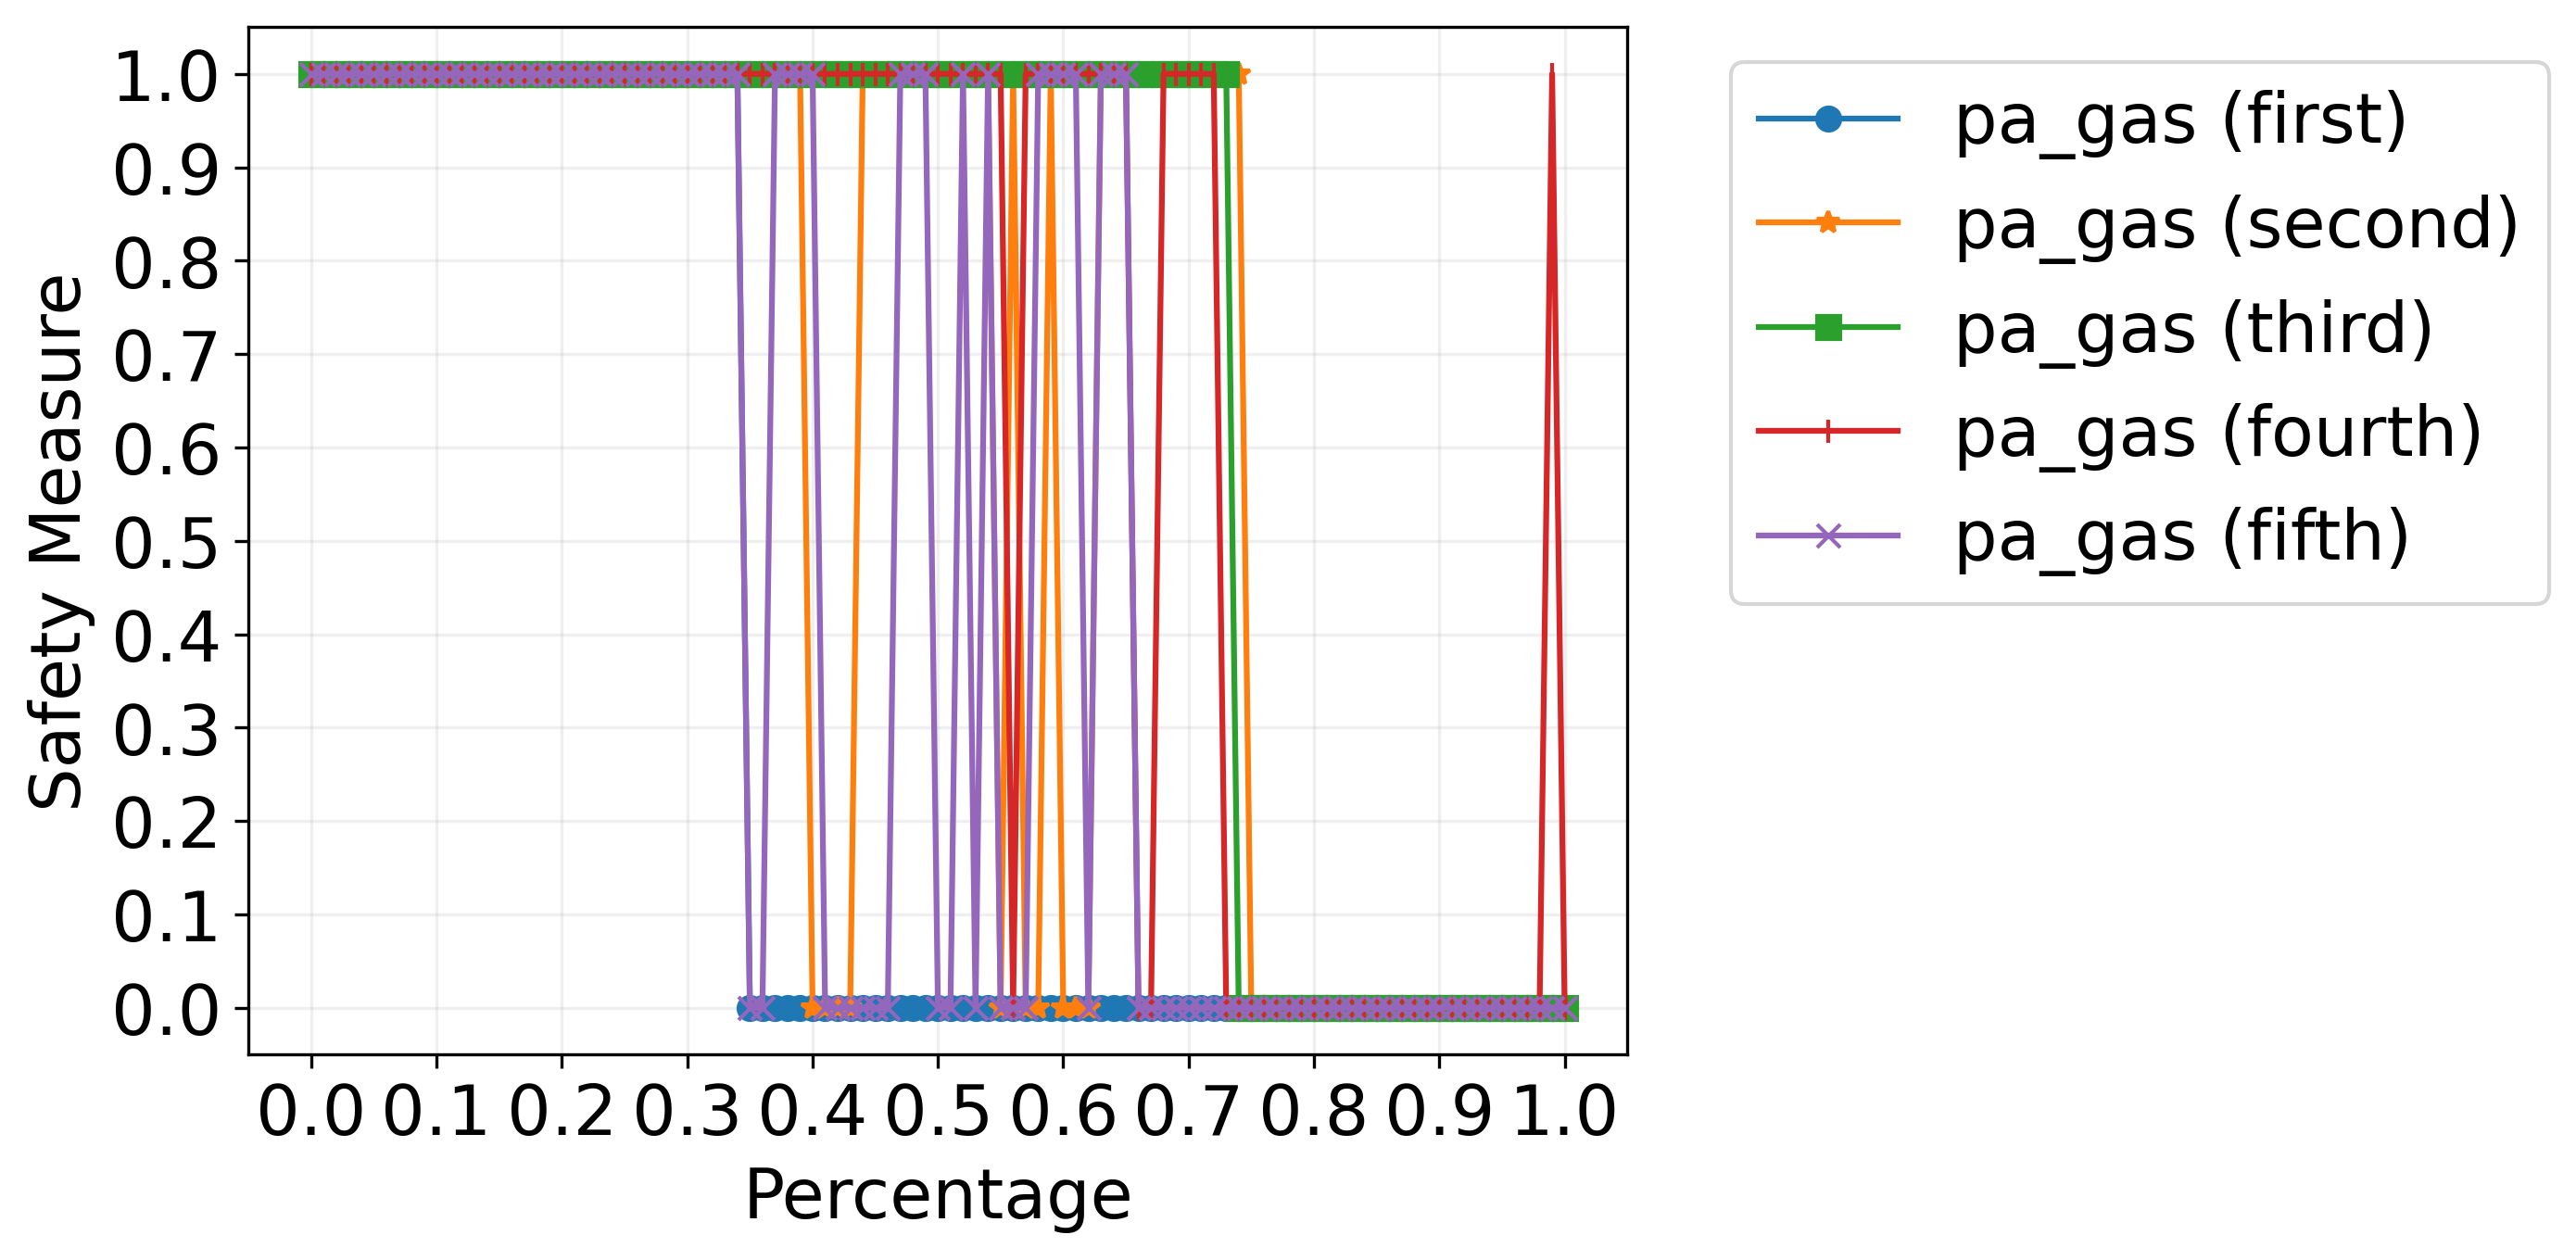 1.0
0.9
0.8
0.7
0.6
0.5
0.4
0.3
0.2
0.1
0.0
Safety Measure
0.0 0.1 0.2 0.3 0.4 0.5 0.6 0.7 0.8 0.9 1.0
Percentage
pa_gas (first)
pa_gas (second)
pa_gas (third)
pa_gas (fourth)
pa_gas (fifth)